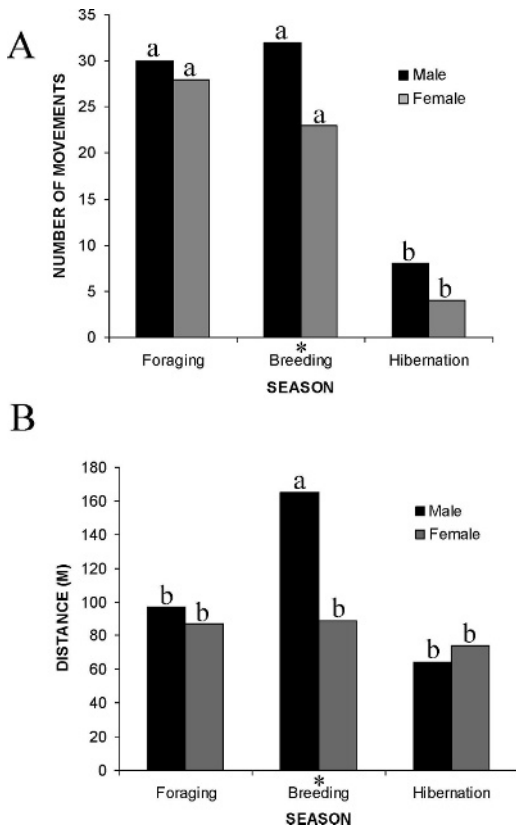 A
NUMBER OF MOVEMENTS
35
30
25
20
15
10
5
0
a
a
a
a
b
b
Male
Female
Foraging
Breeding
Hibernation
*
SEASON
B
DISTANCE (M)
180
160
140
120
100
80
60
40
20
0
b
b
a
b
b
b
Male
Female
Foraging
Breeding
Hibernation
*
SEASON